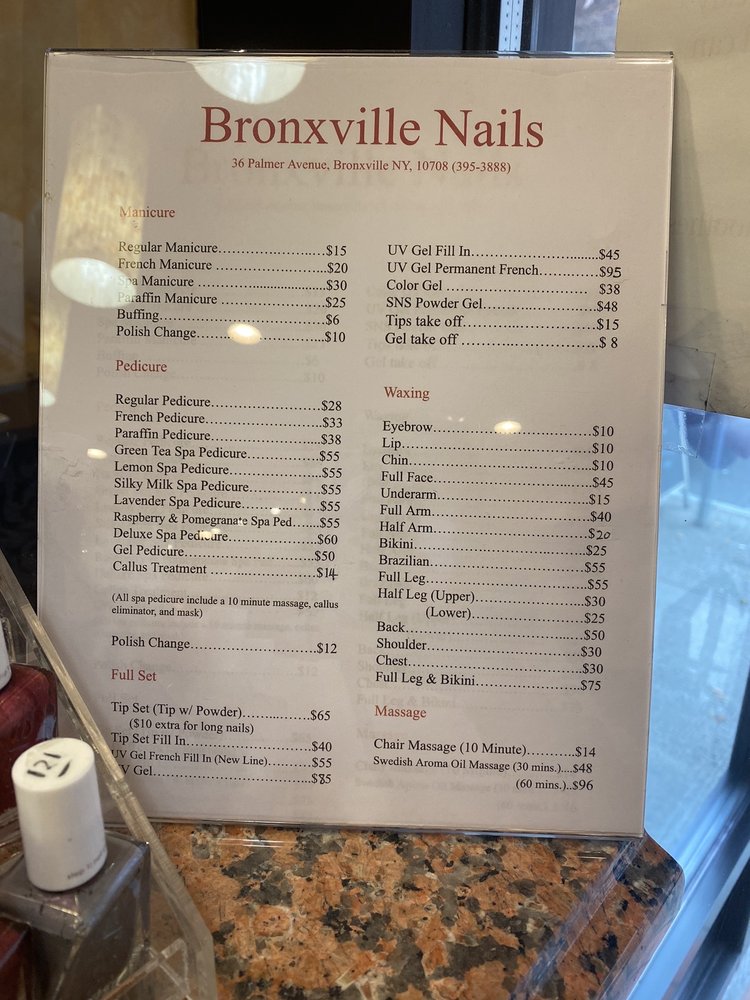 Bronxville Nails
36 Palmer Avenue, Bronxville NY, 10708 (395-3888)
Manicure
Regular Manicure..........................$15
French Manicure ..........................$20
Spa Manicure ..........................$30
Paraffin Manicure ..........................$25
Buffing..........................$6
Polish Change..........................$10
Pedicure
Regular Pedicure..........................$28
French Pedicure..........................$33
Paraffin Pedicure..........................$38
Green Tea Spa Pedicure..................$55
Lemon Spa Pedicure..................$55
Silky Milk Spa Pedicure..................$55
Lavender Spa Pedicure..................$55
Raspberry & Pomegranate Spa Ped......$55
Deluxe Spa Pedicure..................$60
Gel Pedicure..........................$50
Callus Treatment ..........................$14
(All spa pedicure include a 10 minute massage, callus
eliminator, and mask)
Polish Change..........................$12
Full Set
Tip Set (Tip w/ Powder)................$65
($10 extra for long nails)
Tip Set Fill In..........................$40
UV Gel French Fill In (New Line)............$55
UV Gel..........................$85
UV Gel Fill In..........................$45
UV Gel Permanent French............$95
Color Gel .......................... $38
SNS Powder Gel..........................$48
Tips take off..........................$15
Gel take off ..........................$ 8
Waxing
Eyebrow..........................$10
Lip..........................$10
Chin..........................$10
Full Face..........................$45
Underarm..........................$15
Full Arm..........................$40
Half Arm..........................$20
Bikini..........................$25
Brazilian..........................$55
Full Leg..........................$55
Half Leg (Upper)..................$30
(Lower)..................$25
Back..........................$50
Shoulder..........................$30
Chest..........................$30
Full Leg & Bikini..................$75
Massage
Chair Massage (10 Minute)...........$14
Swedish Aroma Oil Massage (30 mins.)....$48
(60 mins.)..$96
121